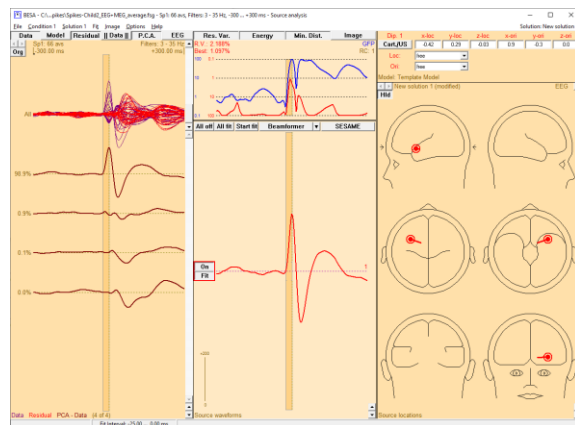 BESA - C:\...pikes\Spikes-Child2_EEG+MEG_average.fsg - Sp1: 66 avs, Filters: 3 - 35 Hz, -300 ... +300 ms - Source analysis
File Condition 1 Solution 1 Fit Image Options Help
Solution: New solution
Data Model Residual || Data || P.C.A. EEG
Res. Var. Energy Min. Dist. Image
Dip. 1 x-loc y-loc z-loc x-ori y-ori z-ori
Org
Sp1: 66 avs Filters: 3 - 35 Hz
-300.00 ms +300.00 ms
R.V.: 2.188% GFP
Best: 1.097% RC: 1
Cart./US -0.42 0.29 -0.03 0.9 -0.3 0.0
Loc: free
Ori: free
Model: Template Model
New solution 1 (modified) EEG
Hfid
All
98.9%
0.9%
0.1%
0.0%
All off All fit Start fit Beamformer SESAME
On
Fit
1
Data Residual PCA - Data (4 of 4)
Source waveforms
Source locations
Fit Interval: -25.00 ... 0.00 ms